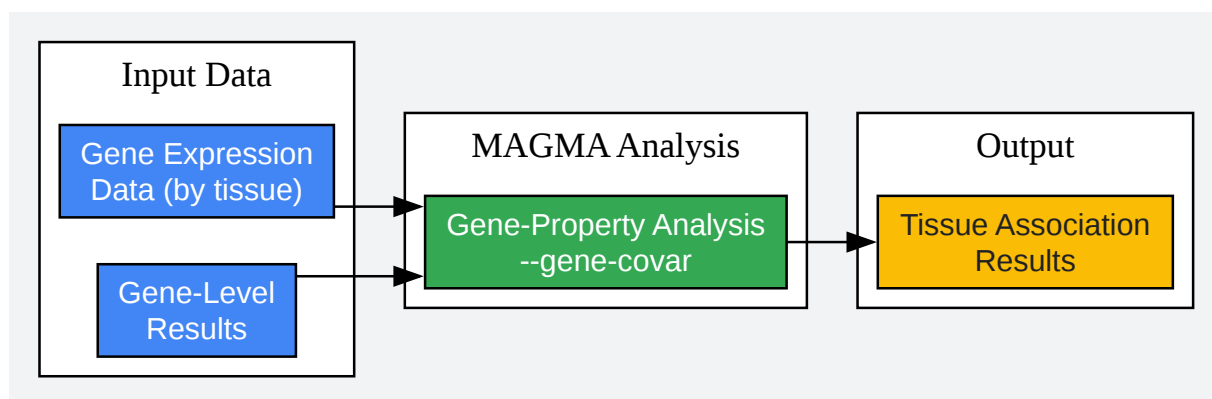 Input Data
Gene Expression
Data (by tissue)
Gene-Level
Results
MAGMA Analysis
Gene-Property Analysis
--gene-covar
Output
Tissue Association
Results